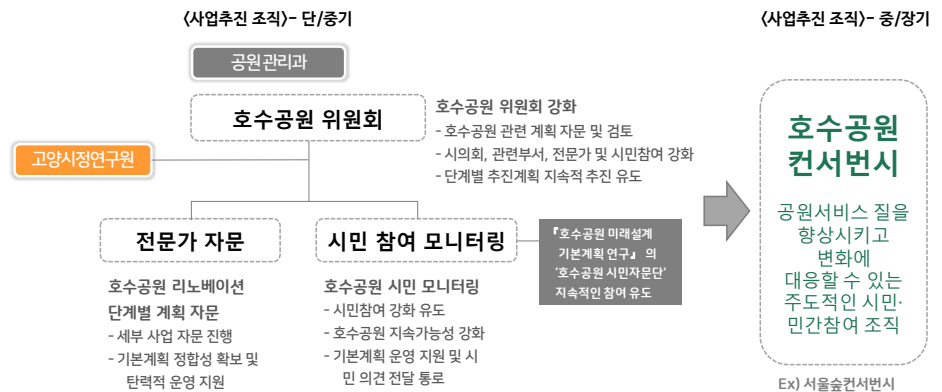 〈사업추진 조직〉- 단/중기
〈사업추진 조직〉- 중/장기
공원관리과
호수공원 위원회
호수공원 위원회 강화
- 호수공원 관련 계획 자문 및 검토
- 시의회, 관련부서, 전문가 및 시민참여 강화
- 단계별 추진계획 지속적 추진 유도
고양시정연구원
전문가 자문
호수공원 리노베이션
단계별 계획 자문
- 세부 사업 자문 진행
- 기본계획 정합성 확보 및
탄력적 운영 지원
시민 참여 모니터링
호수공원 시민 모니터링
- 시민참여 강화 유도
- 호수공원 지속가능성 강화
- 기본계획 운영 지원 및 시
민 의견 전달 통로
『호수공원 미래설계
기본계획 연구』 의
‘호수공원 시민자문단’
지속적인 참여 유도
호수공원
컨서번시
공원서비스 질을
향상시키고
변화에
대응할 수 있는
주도적인 시민·
민간참여 조직
Ex) 서울숲컨서번시